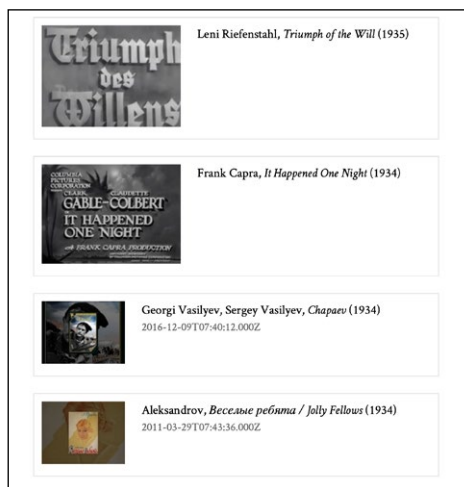 Triumph
des
Willens
Leni Riefenstahl, Triumph of the Will (1935)
COLUMBIA
PICTURES
CORPORATION
CLARK CLAUDETTE
GABLE-COLBERT
IT HAPPENED
ONE NIGHT
A FRANK CAPRA PRODUCTION
Frank Capra, It Happened One Night (1934)
Georgi Vasilyev, Sergey Vasilyev, Chapaev (1934)
2016-12-09T07:40:12.000Z
Aleksandrov, Веселые ребята / Jolly Fellows (1934)
2011-03-29T07:43:36.000Z